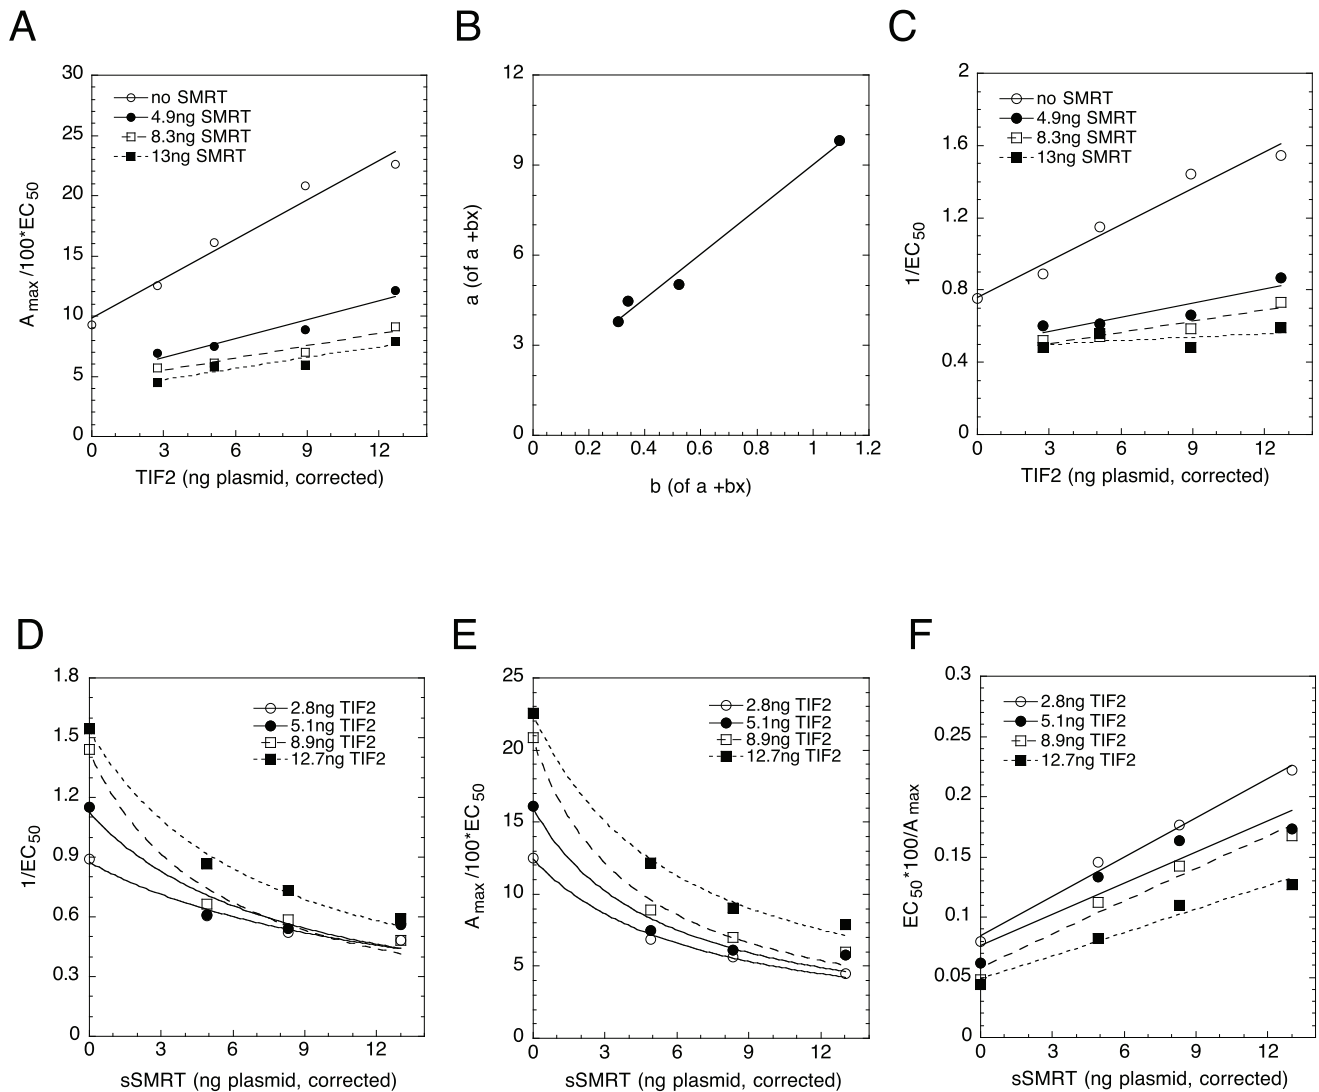 A
30
25
20
15
10
5
0
0
3
6
9
12
A max /100*EC 50
TIF2 (ng plasmid, corrected)
no SMRT
4.9ng SMRT
8.3ng SMRT
13ng SMRT
B
12
9
6
3
0
0
0.2
0.4
0.6
0.8
1
1.2
a (of a +bx)
b (of a +bx)
C
2
1.6
1.2
0.8
0.4
0
0
3
6
9
12
1/EC50
TIF2 (ng plasmid, corrected)
no SMRT
4.9ng SMRT
8.3ng SMRT
13ng SMRT
D
1.8
1.5
1.2
0.9
0.6
0.3
0
0
3
6
9
12
1/EC50
sSMRT (ng plasmid, corrected)
2.8ng TIF2
5.1ng TIF2
8.9ng TIF2
12.7ng TIF2
E
25
20
15
10
5
0
0
3
6
9
12
A max /100*EC 50
sSMRT (ng plasmid, corrected)
2.8ng TIF2
5.1ng TIF2
8.9ng TIF2
12.7ng TIF2
F
0.3
0.25
0.2
0.15
0.1
0.05
0
0
3
6
9
12
EC50*100/Amax
sSMRT (ng plasmid, corrected)
2.8ng TIF2
5.1ng TIF2
8.9ng TIF2
12.7ng TIF2